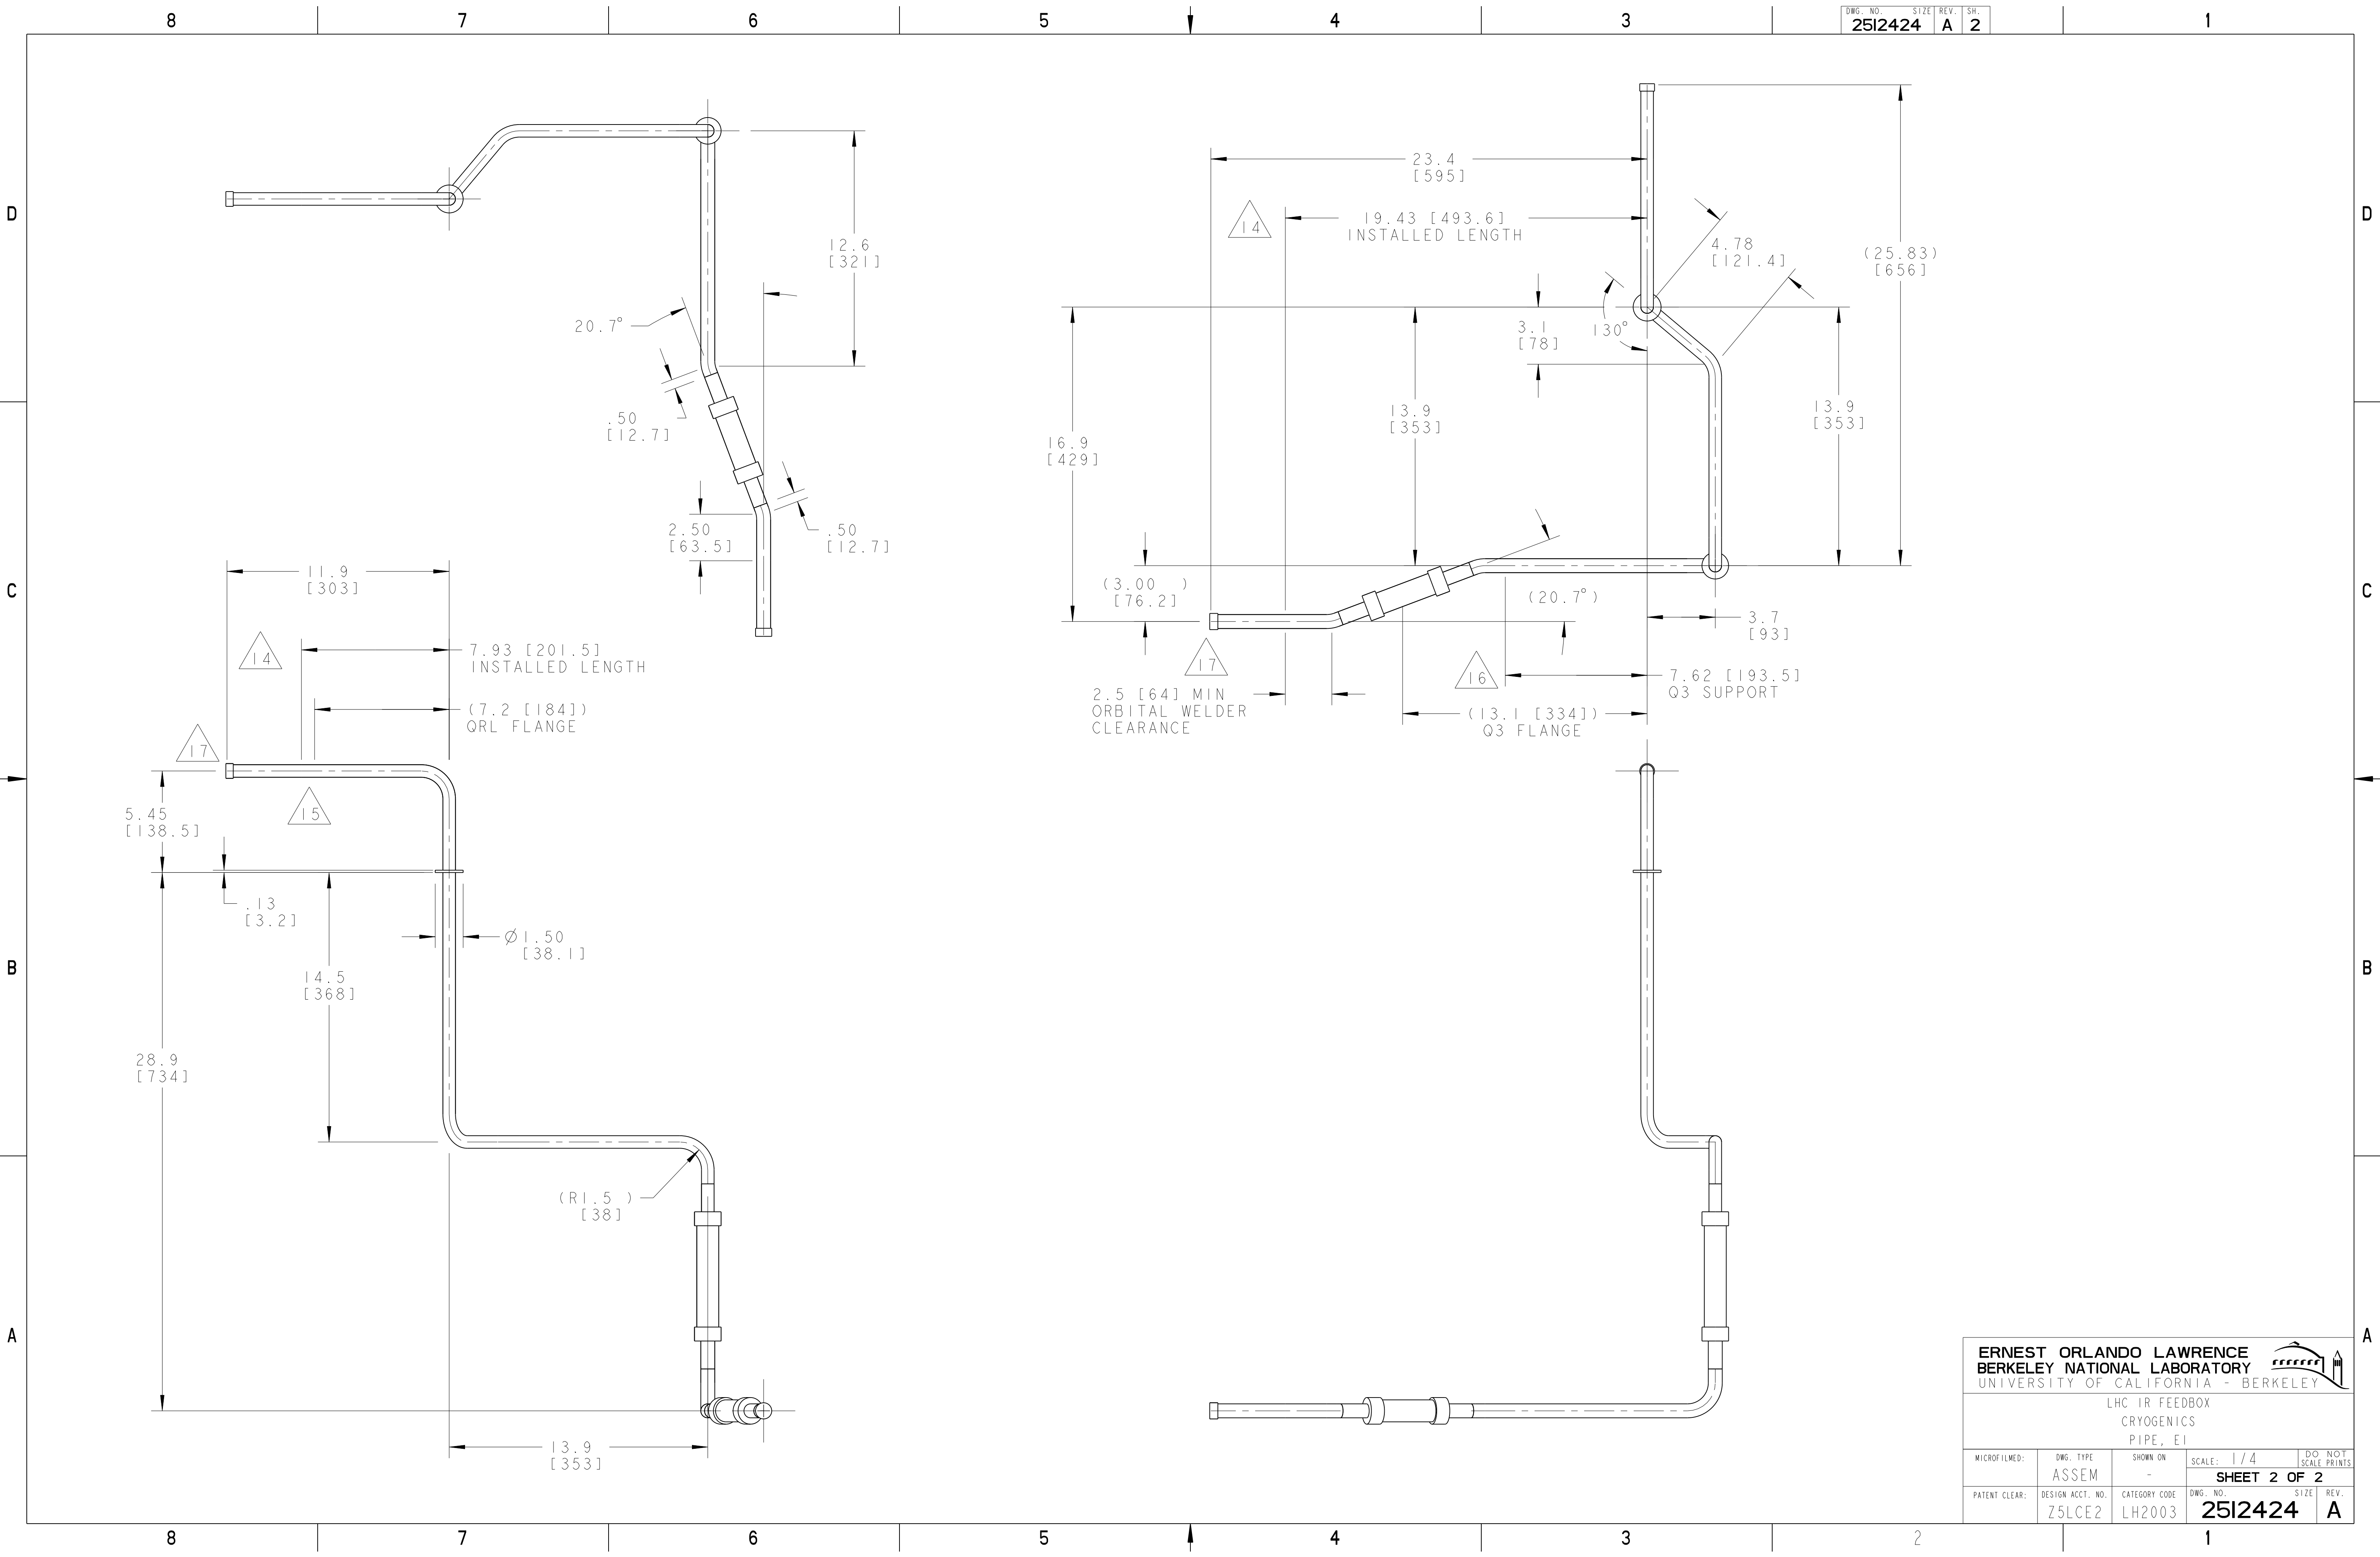 8 7 6 5 4 3 1
DWG. NO. SIZE REV. SH.
2512424 A 2
D D
23.4
[595]
14
19.43 [493.6]
INSTALLED LENGTH
4.78
[121.4]
(25.83)
[656]
12.6
[321]
20.7°
3.1
[78]
130°
.50
[12.7]
13.9
[353]
13.9
[353]
16.9
[429]
2.50
[63.5]
.50
[12.7]
C C
11.9
[303]
(3.00 )
[76.2]
(20.7°)
3.7
[93]
14
7.93 [201.5]
INSTALLED LENGTH
17
16
7.62 [193.5]
Q3 SUPPORT
2.5 [64] MIN
ORBITAL WELDER
CLEARANCE
(7.2 [184])
QRL FLANGE
(13.1 [334])
Q3 FLANGE
17
15
5.45
[138.5]
.13
[3.2]
Ø1.50
[38.1]
B B
14.5
[368]
28.9
[734]
(R1.5 )
[38]
A A
13.9
[353]
ERNEST ORLANDO LAWRENCE
BERKELEY NATIONAL LABORATORY
UNIVERSITY OF CALIFORNIA - BERKELEY
LHC IR FEEDBOX
CRYOGENICS
PIPE, E1
MICROFILMED:
DWG. TYPE
ASSEM
SHOWN ON
-
SCALE: 1/4
DO NOT
SCALE PRINTS
SHEET 2 OF 2
PATENT CLEAR:
DESIGN ACCT. NO.
Z5LCE2
CATEGORY CODE
LH2003
DWG. NO. SIZE REV.
2512424 A
8 7 6 5 4 3 2 1